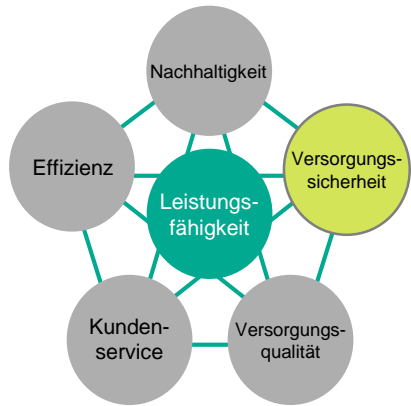 Nachhaltigkeit
Effizienz
Versorgungs-
sicherheit
Leistungs-
fähigkeit
Kunden-
service
Versorgungs-
qualität